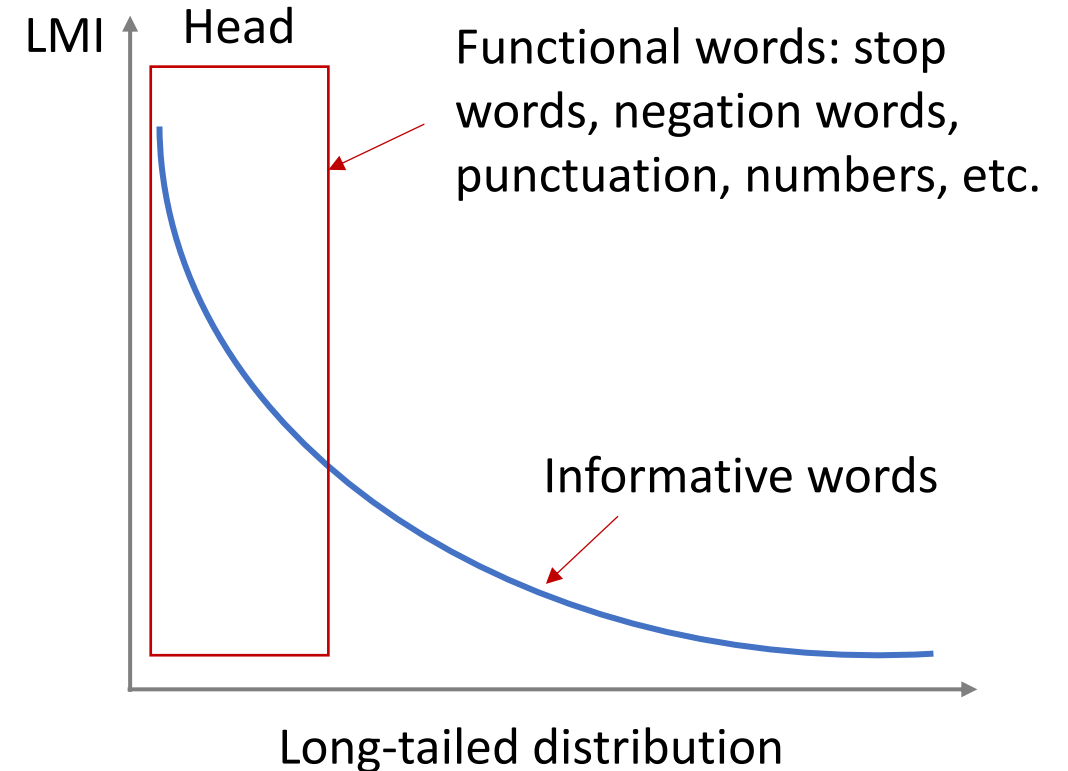 LMI
Head
Functional words: stop
words, negation words,
punctuation, numbers, etc.
Informative words
Long-tailed distribution